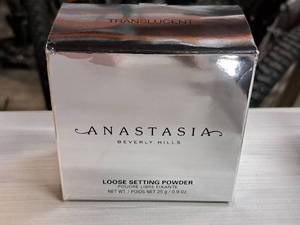 TRANSLUCENT
ANASTASIA
BEVERLY HILLS
LOOSE SETTING POWDER
POUDRE LIBRE FIXANTE
NET WT. / POIDS NET 25 g / 0.9 Oz.